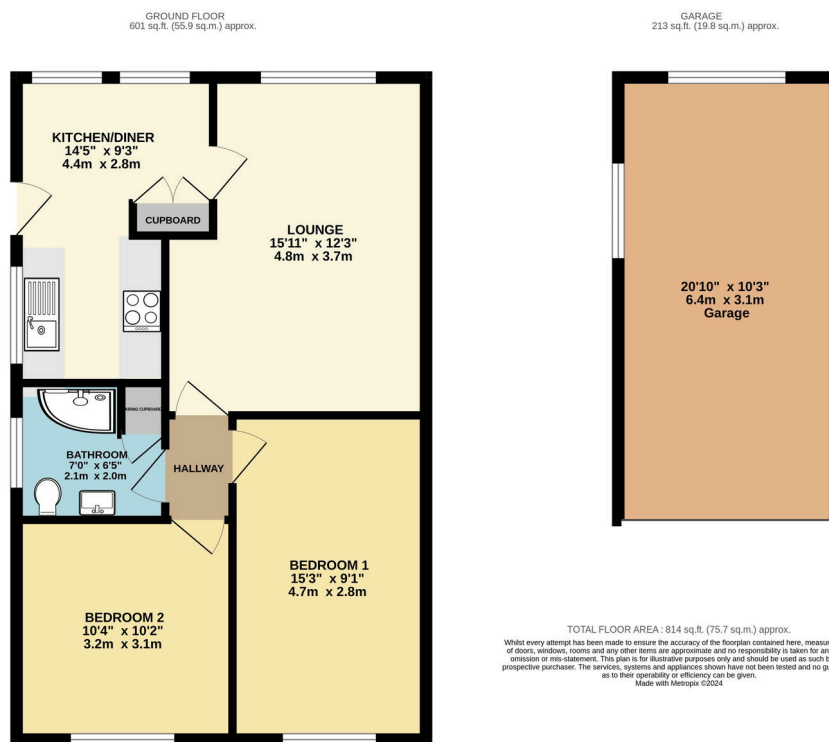 GROUND FLOOR
601 sq.ft. (55.9 sq.m.) approx.
GARAGE
213 sq.ft. (19.8 sq.m.) approx.
KITCHEN/DINER
14'5" x 9'3"
4.4m x 2.8m
CUPBOARD
LOUNGE
15'11" x 12'3"
4.8m x 3.7m
20'10" x 10'3"
6.4m x 3.1m
Garage
AIRING CUPBOARD
BATHROOM
7'0" x 6'5"
2.1m x 2.0m
HALLWAY
BEDROOM 1
15'3" x 9'1"
4.7m x 2.8m
BEDROOM 2
10'4" x 10'2"
3.2m x 3.1m
TOTAL FLOOR AREA : 814 sq.ft. (75.7 sq.m.) approx.
Whilst every attempt has been made to ensure the accuracy of the floorplan contained here,
of doors, windows, rooms and any other items are approximate and no responsibility is taken for
omission or mis-statement. This plan is for illustrative purposes only and should be used as such
prospective purchaser. The services, systems and appliances shown have not been tested and no
as to their operability or efficiency can be given.
Made with Metropix ©2024